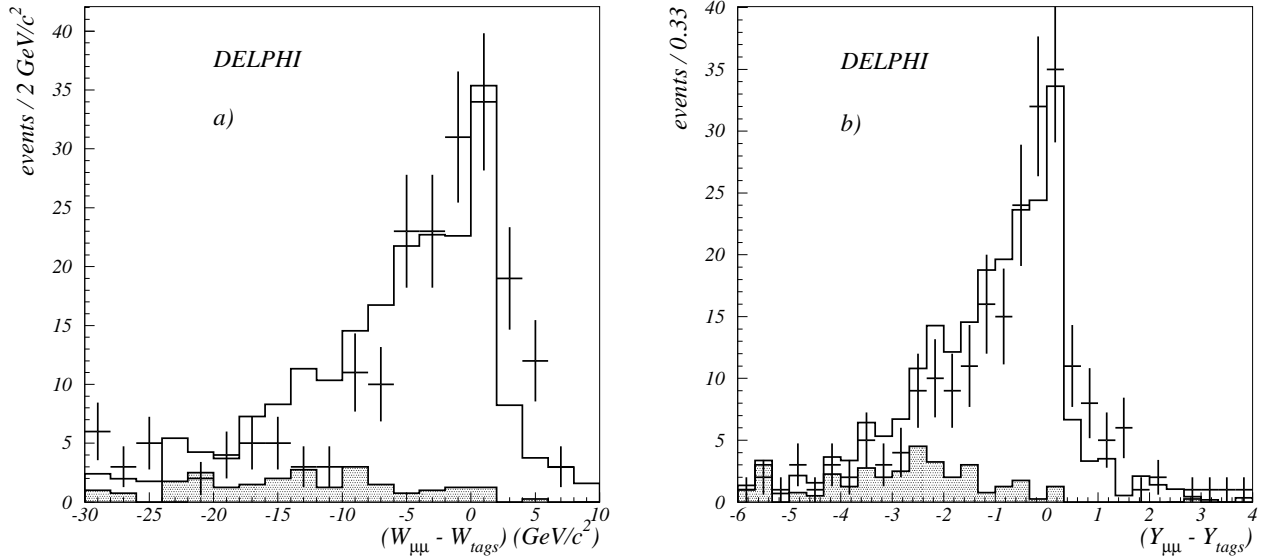 events / 2 GeV/c²
40
35
30
25
20
15
10
5
0
DELPHI
a)
-30 -25 -20 -15 -10 -5 0 5 10
(W_μμ - W_tags) (GeV/c²)
events / 0.33
40
35
30
25
20
15
10
5
0
DELPHI
b)
-6 -5 -4 -3 -2 -1 0 1 2 3 4
(Y_μμ - Y_tags)